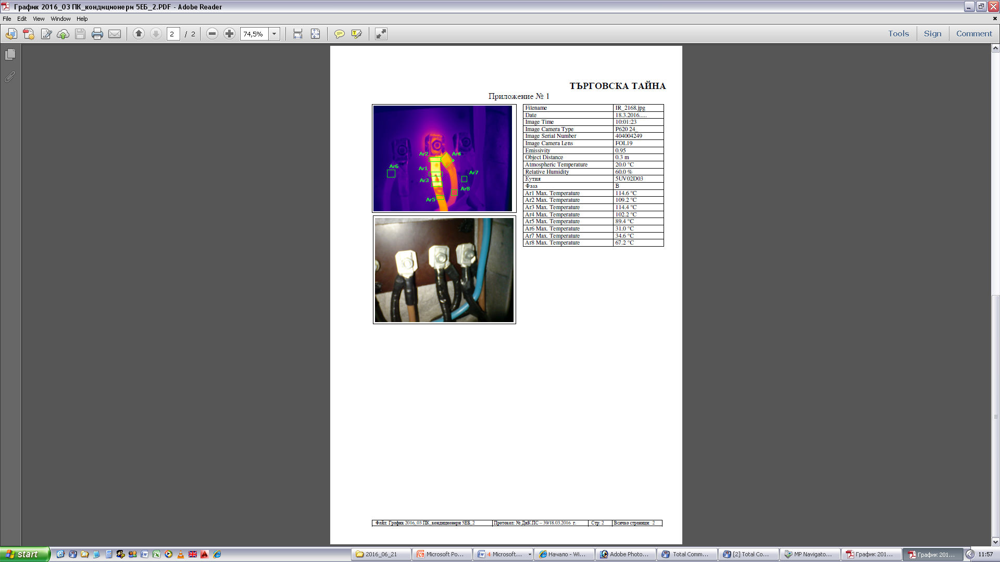 График 2016_03 ПК_кондиционери 5ЕБ_2.PDF - Adobe Reader
File Edit View Window Help
2 / 2 74,5% Tools Sign Comment
ТЪРГОВСКА ТАЙНА
Приложение № 1
Ar2 Ar4
Ar6 Ar1 Ar7
Ar3
Ar8
Ar5
Filename IR_2168.jpg
Date 18.3.2016.....
Image Time 10:01:23
Image Camera Type P620 24_
Image Serial Number 404004249
Image Camera Lens FOL19
Emissivity 0.95
Object Distance 0.3 m
Atmospheric Temperature 20.0 °C
Relative Humidity 60.0 %
Кутия 5UV02D03
Фаза В
Ar1 Max. Temperature 114.6 °C
Ar2 Max. Temperature 109.2 °C
Ar3 Max. Temperature 114.4 °C
Ar4 Max. Temperature 102.2 °C
Ar5 Max. Temperature 89.4 °C
Ar6 Max. Temperature 31.0 °C
Ar7 Max. Temperature 34.6 °C
Ar8 Max. Temperature 67.2 °C
Файл: График 2016_03 ПК_кондиционери 5ЕБ_2 Протокол: № ДиК.ПС – 39/18.03.2016 г. Стр: 2 Всичко страници: 2
start 2016_06_21 Microsoft Po... 4 Microsoft... Начало - Wi... Adobe Photo... Total Comm... [2] Total Co... MP Navigato... График 201... График 201... 11:57